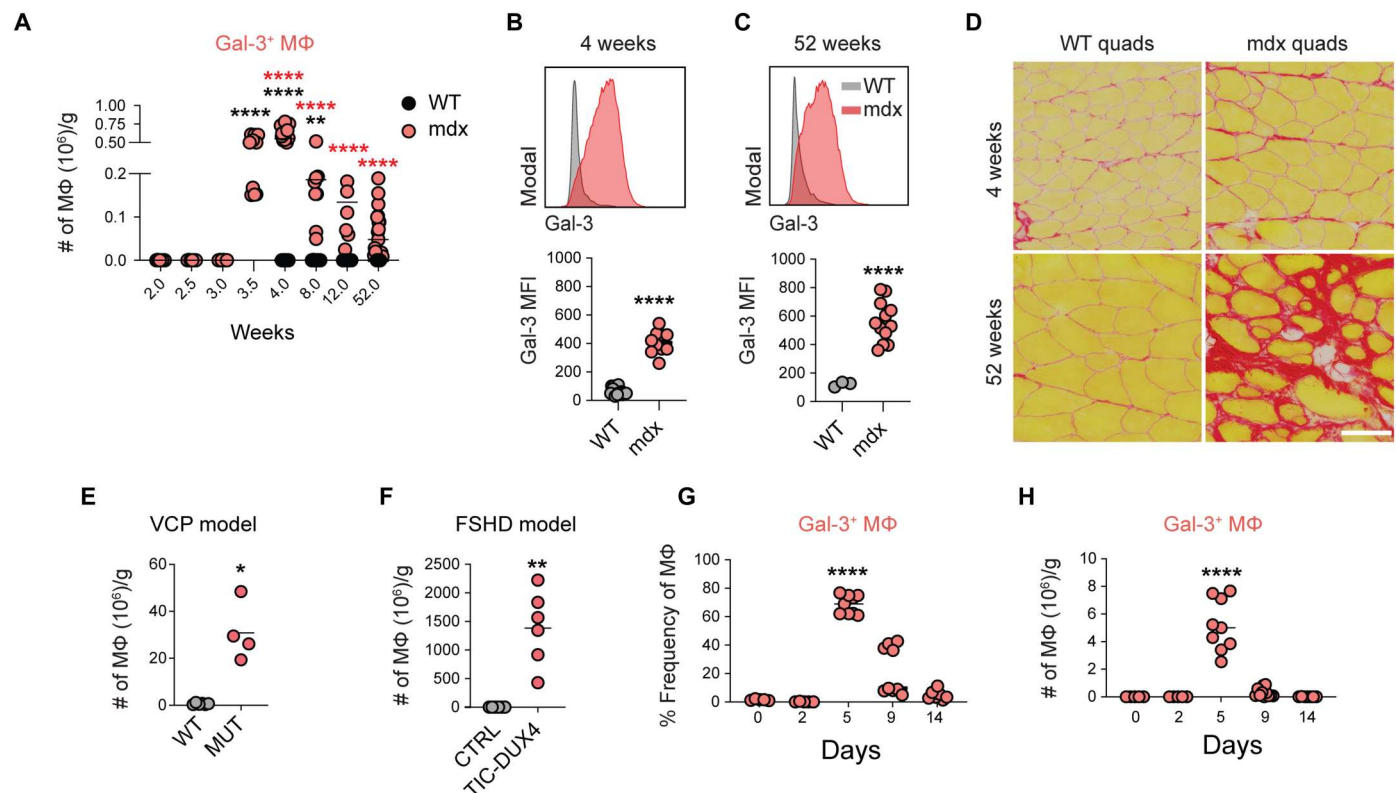 A
Gal-3⁺ MΦ
# of MΦ (10⁶)/g
1.00
0.75
0.50
0.2
0.1
0.0
****
****
****
****
**
****
****
WT
mdx
2.0 2.5 3.0 3.5 4.0 8.0 12.0 52.0
Weeks
B
4 weeks
Modal
Gal-3
Gal-3 MFI
1000
800
600
400
200
0
****
WT mdx
C
52 weeks
WT
mdx
Modal
Gal-3
Gal-3 MFI
1000
800
600
400
200
0
****
WT mdx
D
WT quads mdx quads
4 weeks
52 weeks
E
VCP model
# of MΦ (10⁶)/g
60
40
20
0
*
WT MUT
F
FSHD model
# of MΦ (10⁶)/g
2500
2000
1500
1000
500
0
**
CTRL TIC-DUX4
G
Gal-3⁺ MΦ
% Frequency of MΦ
100
80
60
40
20
0
****
0 2 5 9 14
Days
H
Gal-3⁺ MΦ
# of MΦ (10⁶)/g
10
8
6
4
2
0
****
0 2 5 9 14
Days